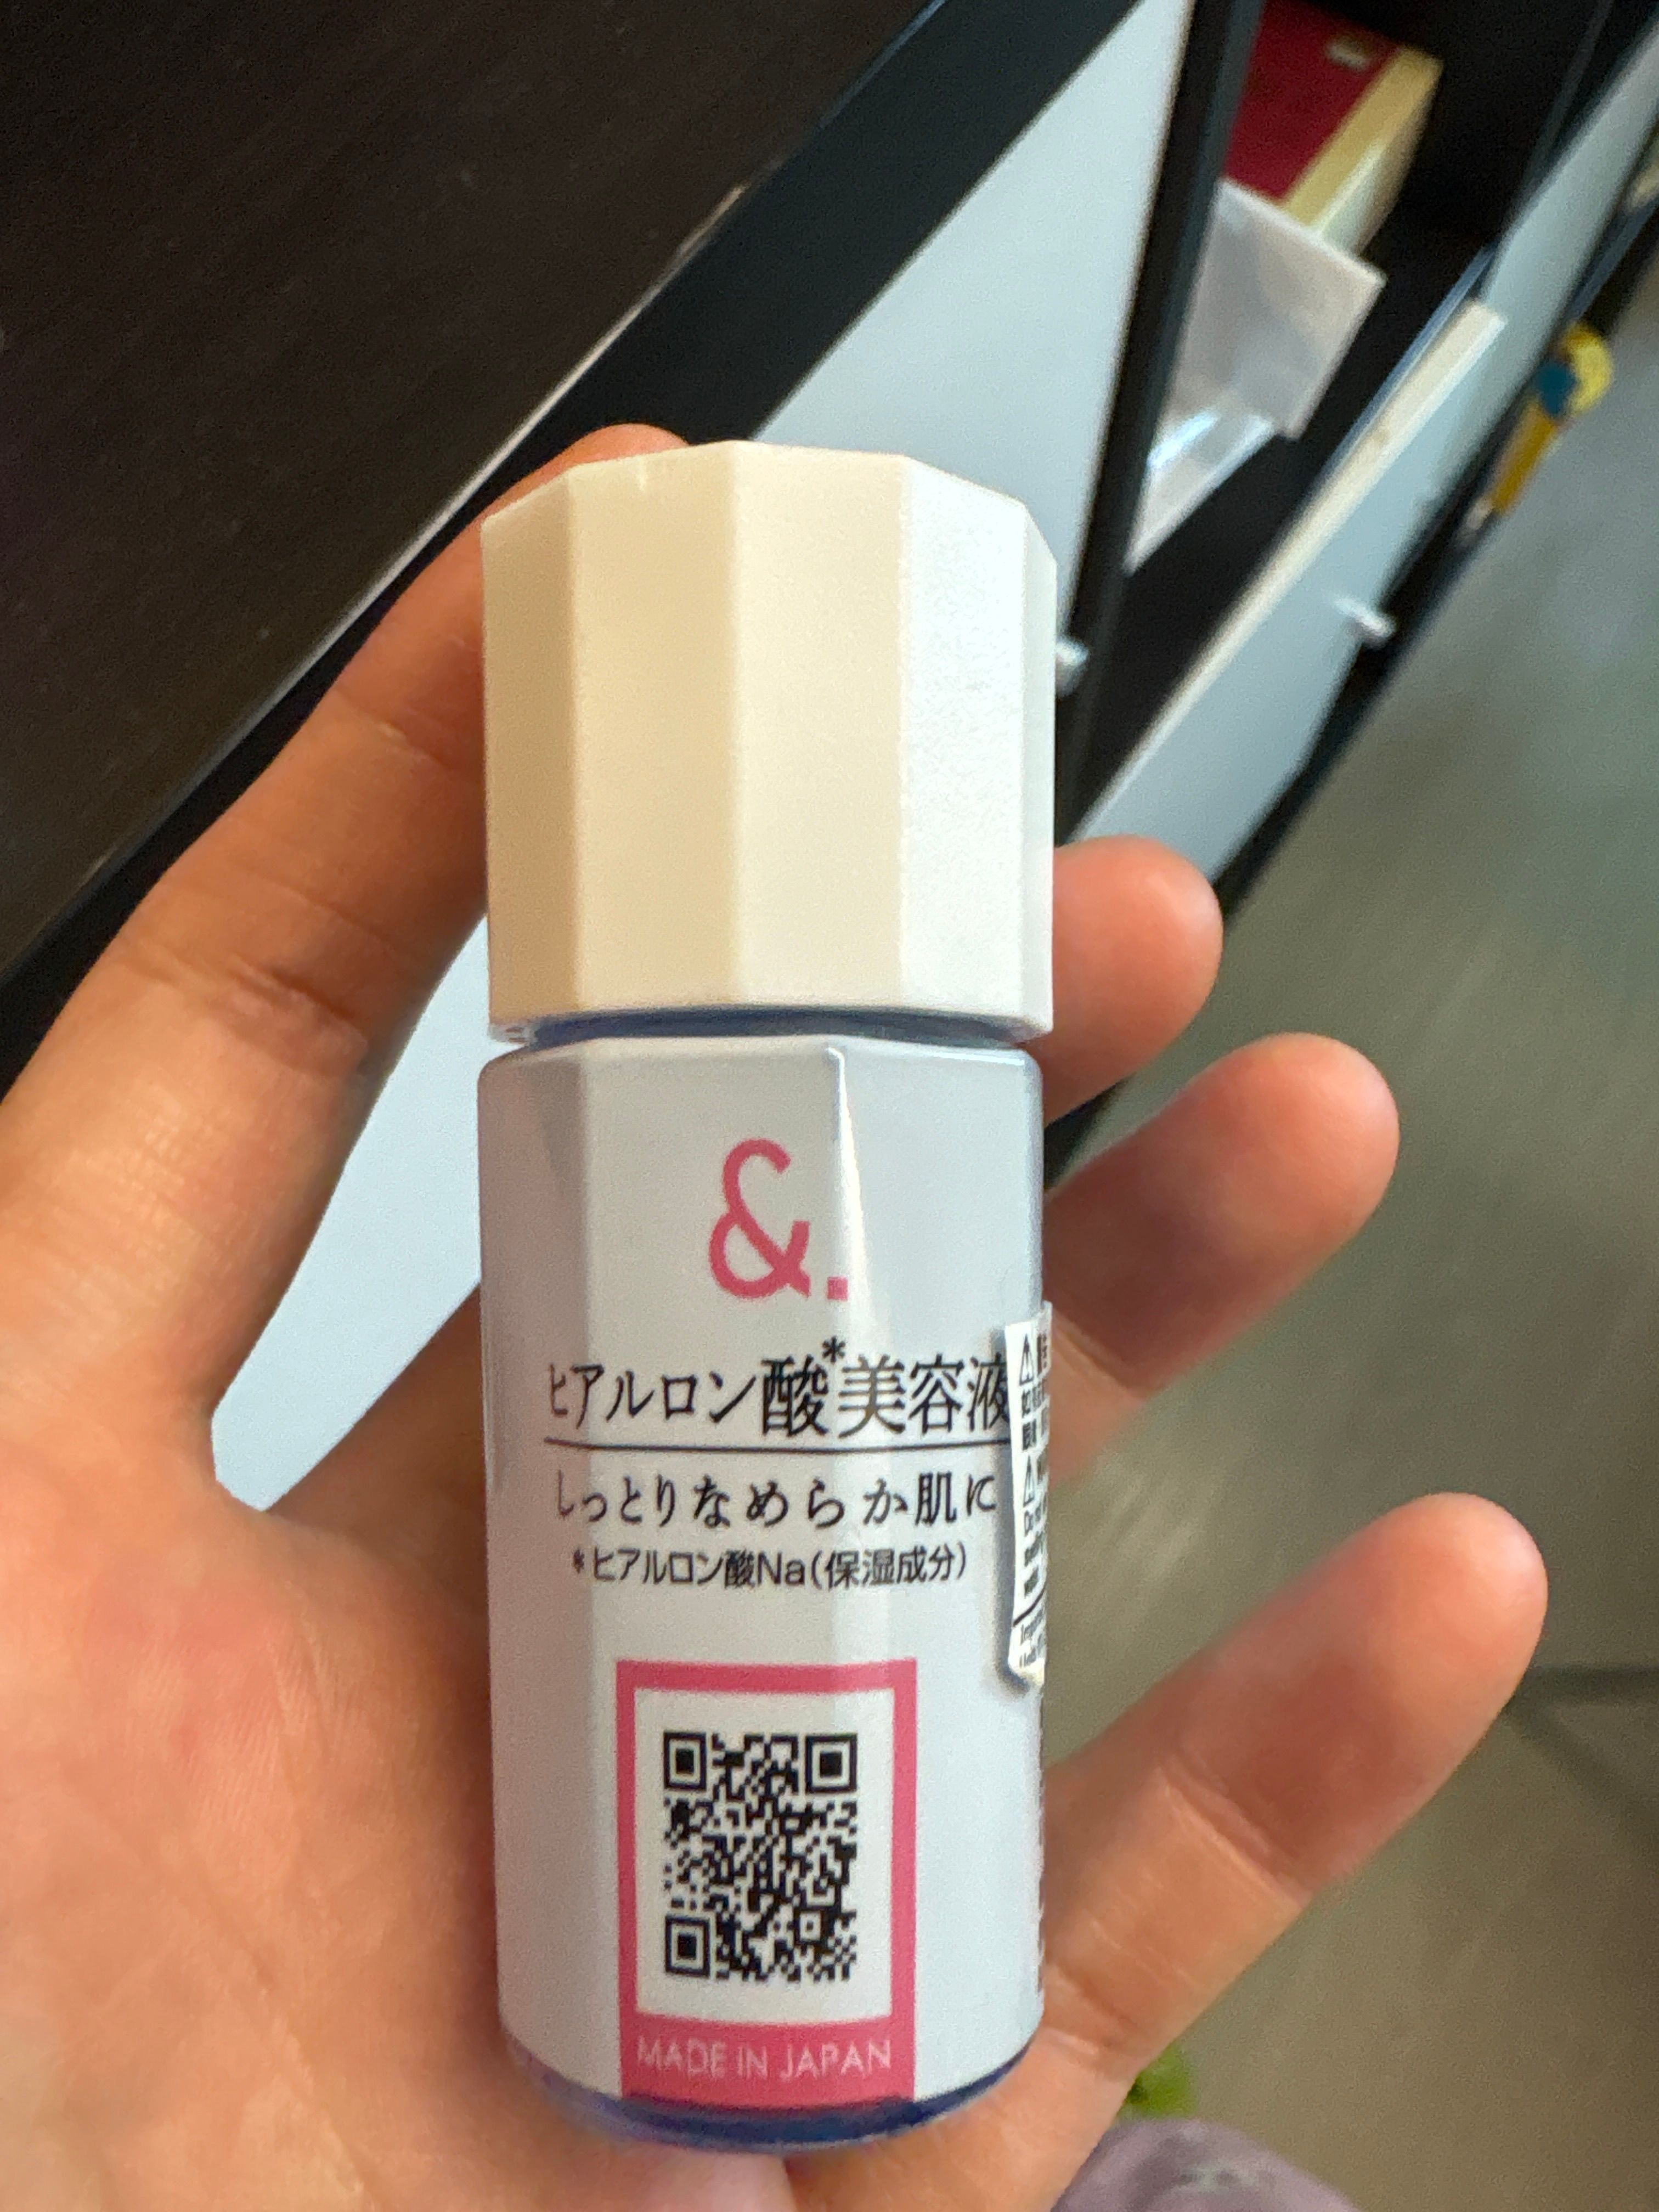 &.
ヒアルロン酸*美容液
しっとりなめらか肌に
*ヒアルロン酸Na(保湿成分)
MADE IN JAPAN